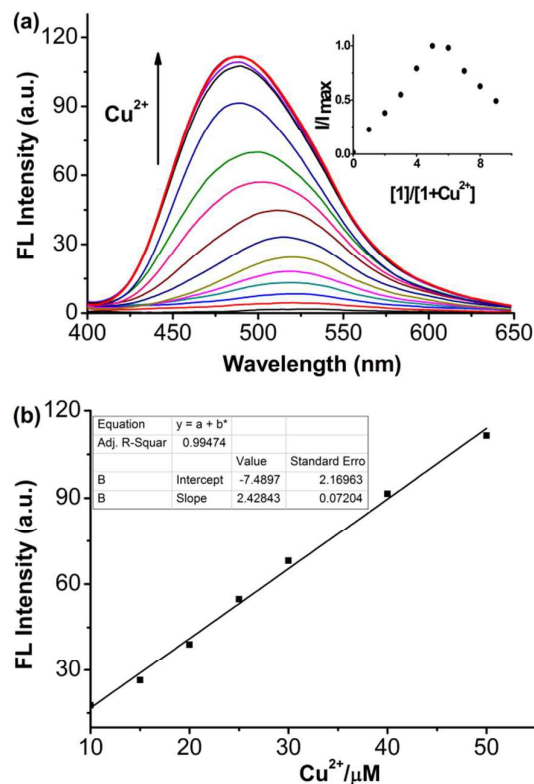 (a)
120
90
60
30
0
FL Intensity (a.u.)
Cu²⁺
400 450 500 550 600 650
Wavelength (nm)
1.0
0.5
0.0
I/Imax
0 4 8
[1]/[1+Cu²⁺]
(b)
120
90
60
30
FL Intensity (a.u.)
Equation y = a + b*
Adj. R-Squar 0.99474
Value Standard Erro
B Intercept -7.4897 2.16963
B Slope 2.42843 0.07204
10 20 30 40 50
Cu²⁺/μM